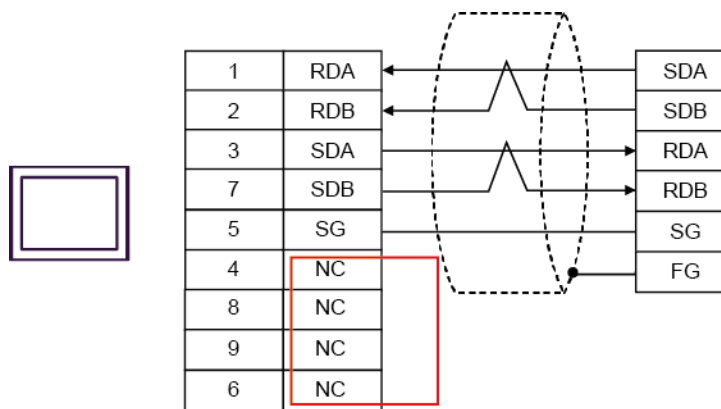 1 RDA SDA
2 RDB SDB
3 SDA RDA
7 SDB RDB
5 SG SG
4 NC FG
8 NC
9 NC
6 NC